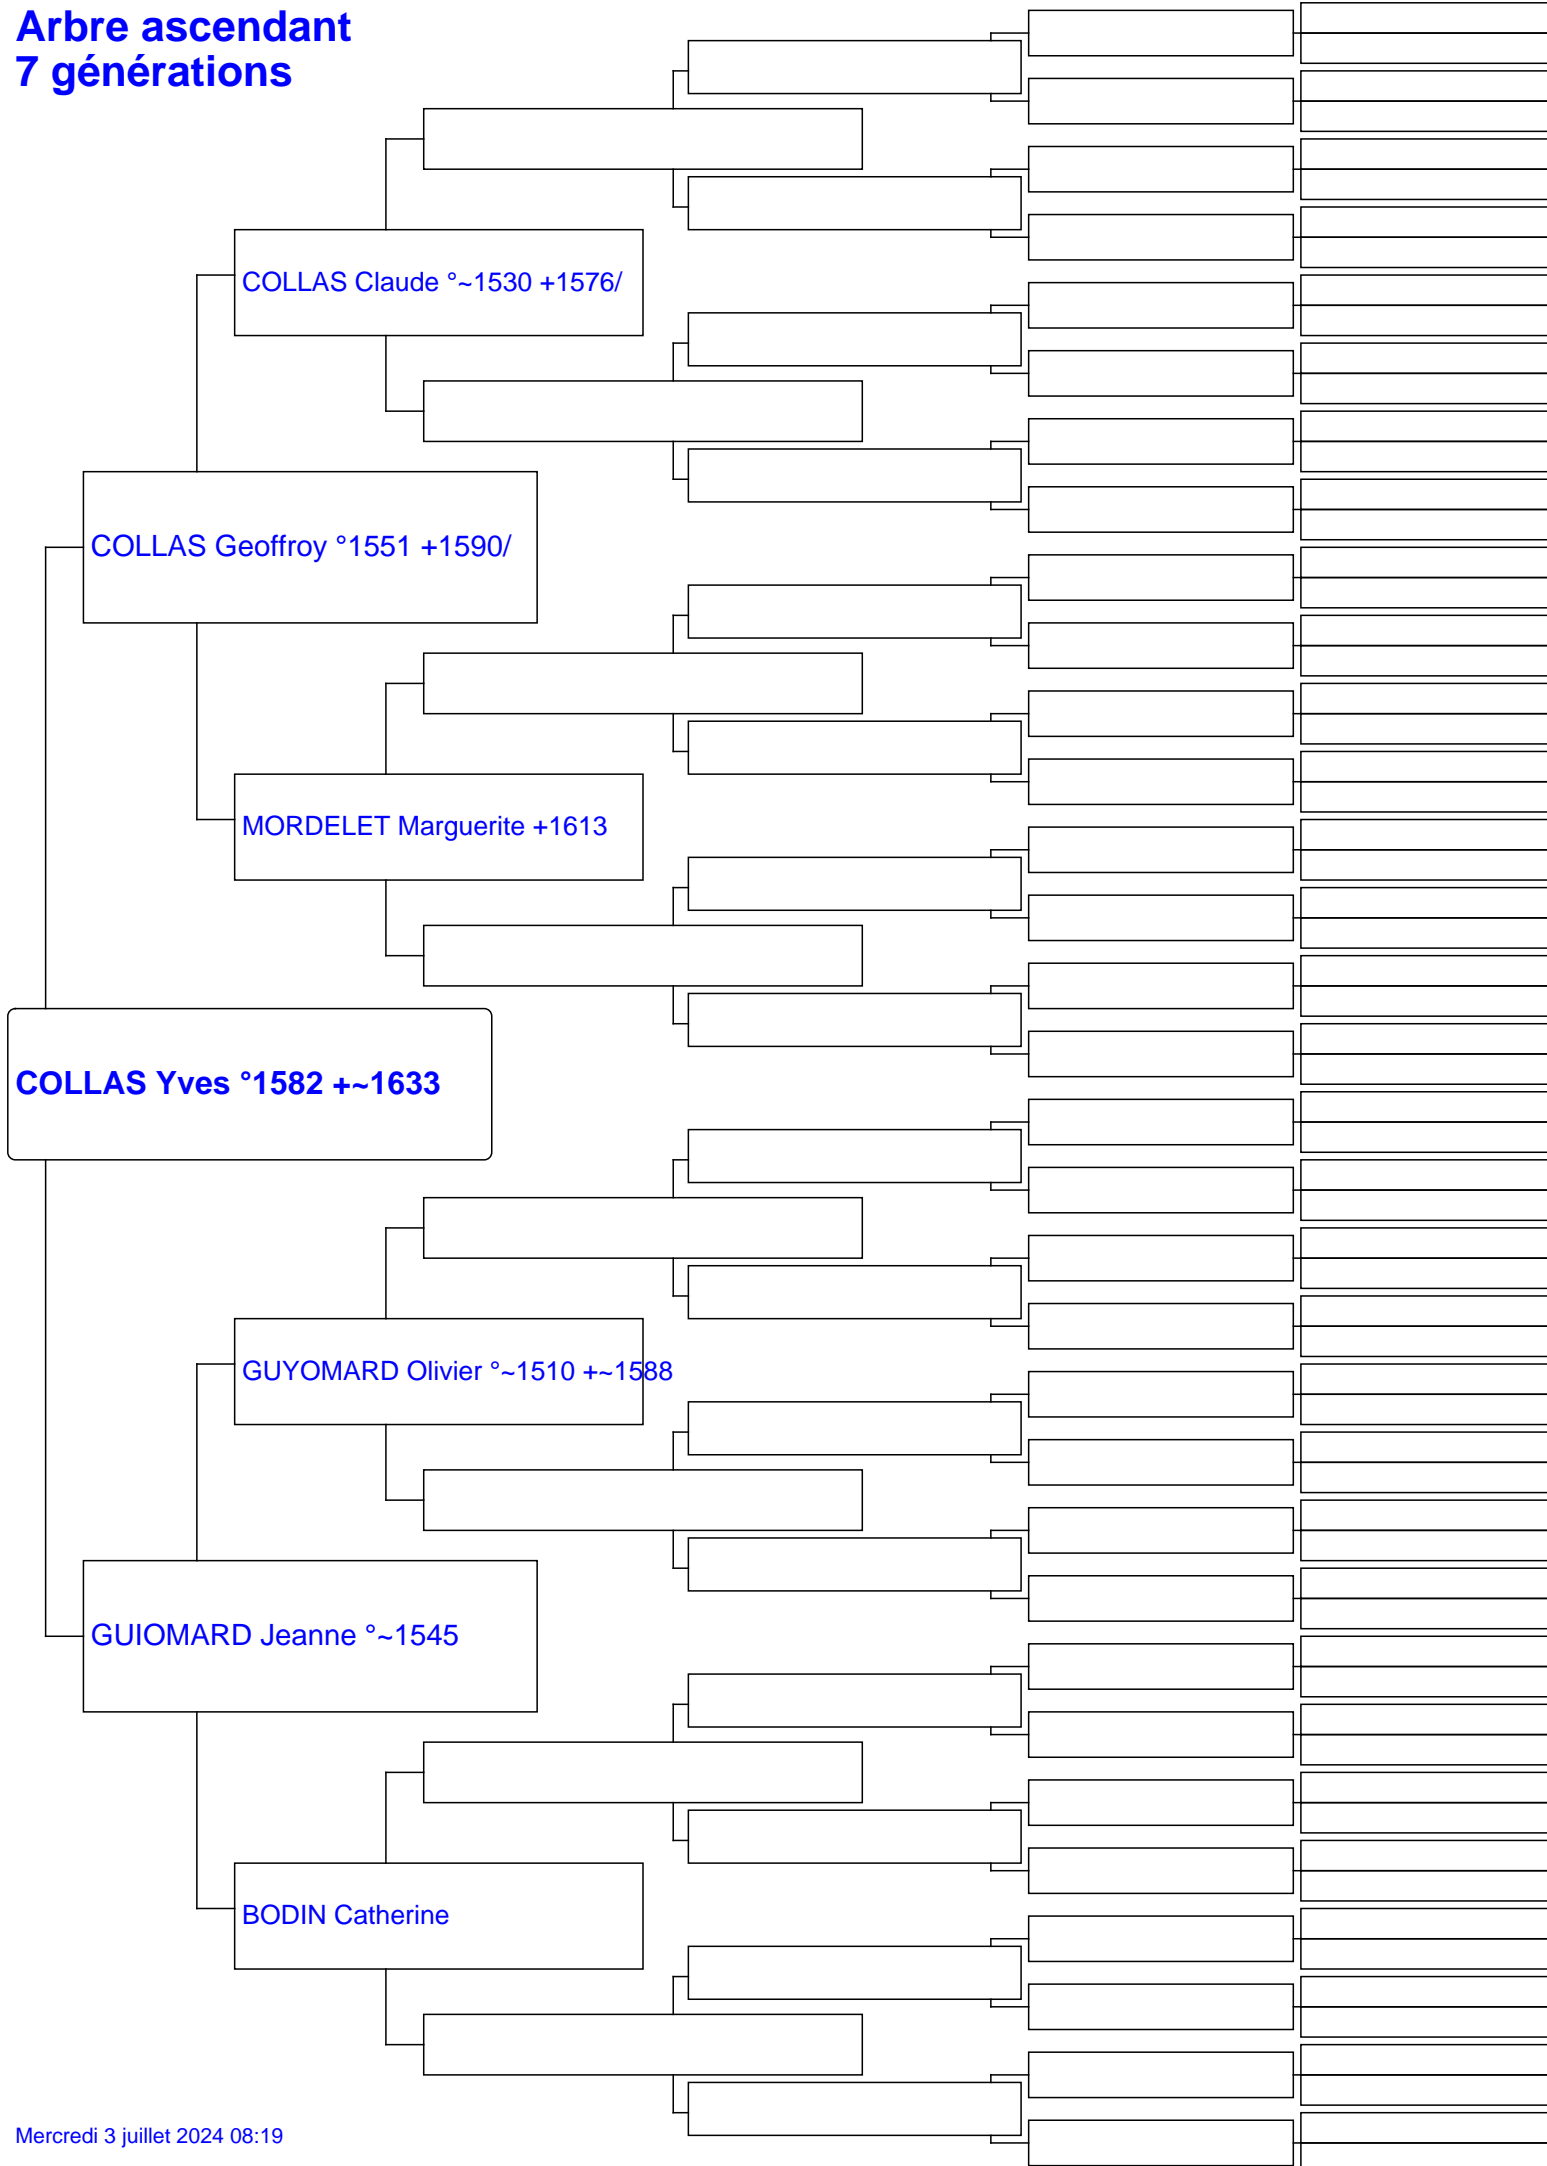 Arbre ascendant
7 générations
COLLAS Claude °~1530 +1576/
COLLAS Geoffroy °1551 +1590/
MORDELET Marguerite +1613
COLLAS Yves °1582 +~1633
GUYOMARD Olivier °~1510 +~1588
GUIOMARD Jeanne °~1545
BODIN Catherine
Mercredi 3 juillet 2024 08:19